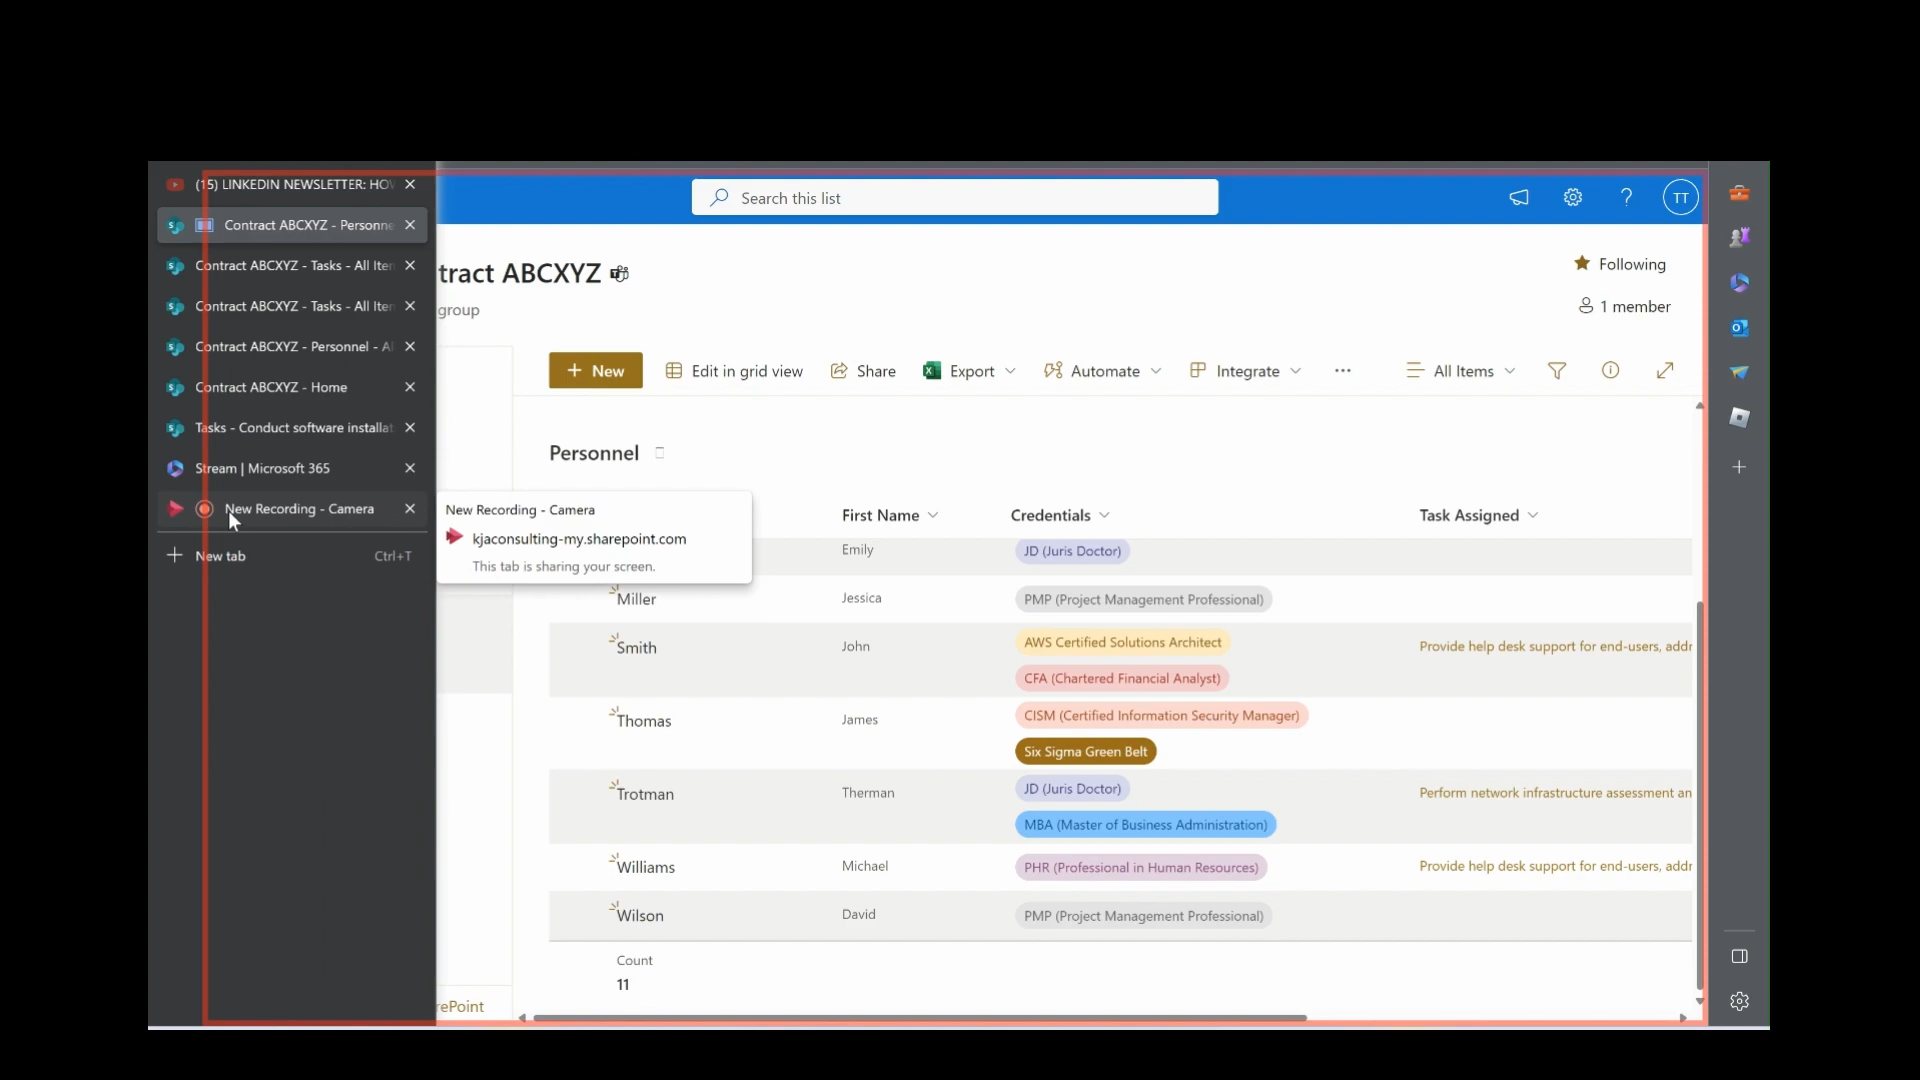 (15) LINKEDIN NEWSLETTER: HOV
Contract ABCXYZ - Personne
Contract ABCXYZ - Tasks - All Iter
Contract ABCXYZ - Tasks - All Iter
Contract ABCXYZ - Personnel - Al
Contract ABCXYZ - Home
Tasks - Conduct software installat
Stream | Microsoft 365
New Recording - Camera
New tab Ctrl+T
New Recording - Camera
kjaconsulting-my.sharepoint.com
This tab is sharing your screen.
Search this list
? TT
tract ABCXYZ
group
Following
1 member
+ New Edit in grid view Share Export Automate Integrate ... All Items
Personnel
First Name Credentials Task Assigned
Emily JD (Juris Doctor)
Miller Jessica PMP (Project Management Professional)
Smith John AWS Certified Solutions Architect Provide help desk support for end-users, addr
CFA (Chartered Financial Analyst)
Thomas James CISM (Certified Information Security Manager)
Six Sigma Green Belt
Trotman Therman JD (Juris Doctor) Perform network infrastructure assessment an
MBA (Master of Business Administration)
Williams Michael PHR (Professional in Human Resources) Provide help desk support for end-users, addr
Wilson David PMP (Project Management Professional)
Count
11
rePoint